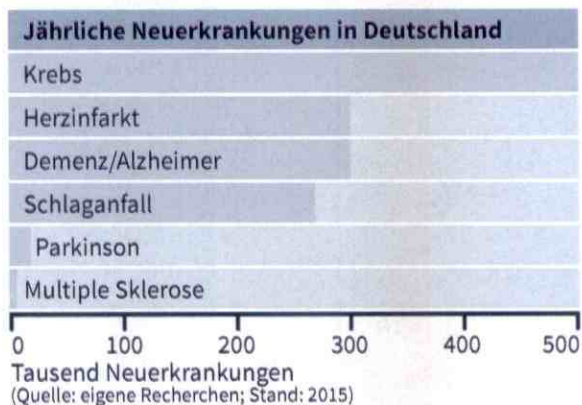 Jährliche Neuerkrankungen in Deutschland
Krebs
Herzinfarkt
Demenz/Alzheimer
Schlaganfall
Parkinson
Multiple Sklerose
0 100 200 300 400 500
Tausend Neuerkrankungen
(Quelle: eigene Recherchen; Stand: 2015)